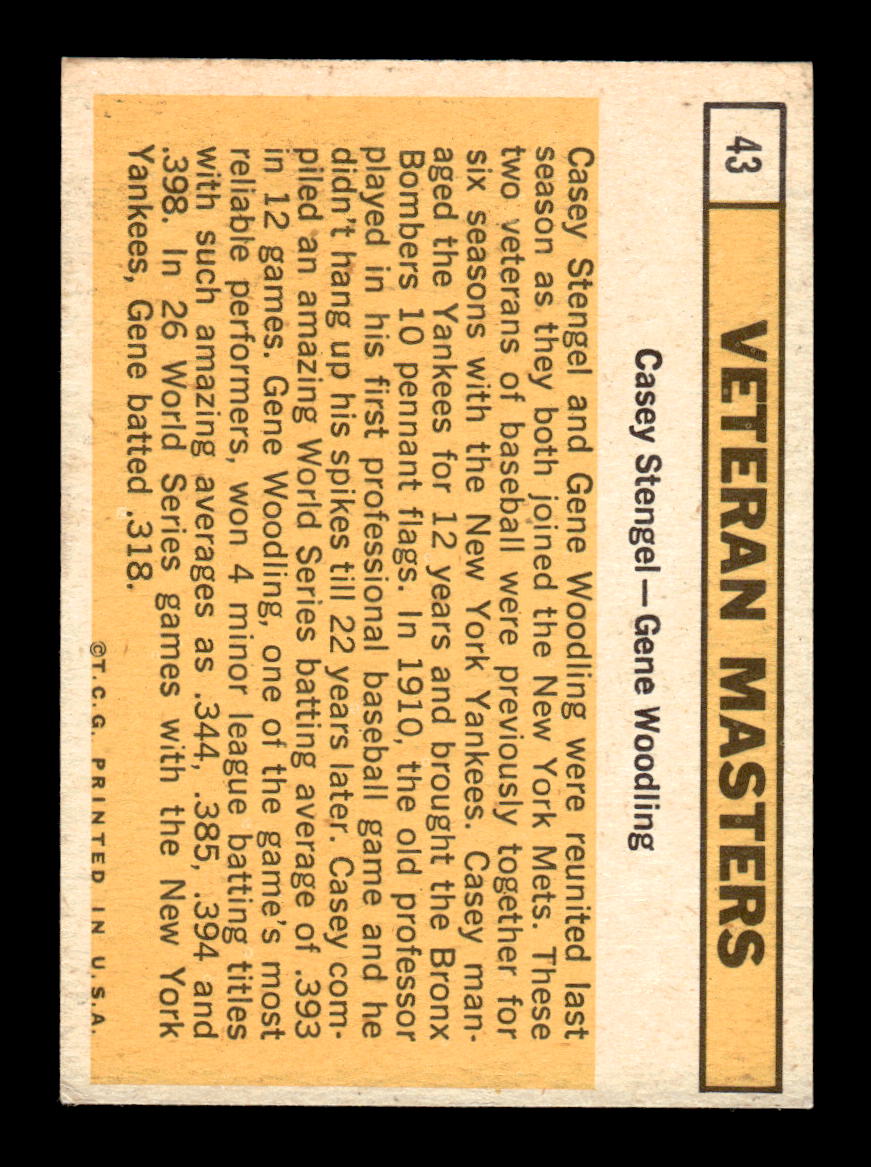 43
VETERAN MASTERS
Casey Stengel—Gene Woodling
Casey Stengel and Gene Woodling were reunited last
season as they both joined the New York Mets. These
two veterans of baseball were previously together for
six seasons with the New York Yankees. Casey man-
aged the Yankees for 12 years and brought the Bronx
Bombers 10 pennant flags. In 1910, the old professor
played in his first professional baseball game and he
didn't hang up his spikes till 22 years later. Casey com-
piled an amazing World Series batting average of .393
in 12 games. Gene Woodling, one of the game's most
reliable performers, won 4 minor league batting titles
with such amazing averages as .344, .385, .394 and
.398. In 26 World Series games with the New York
Yankees, Gene batted .318.
©T.C.G. PRINTED IN U.S.A.